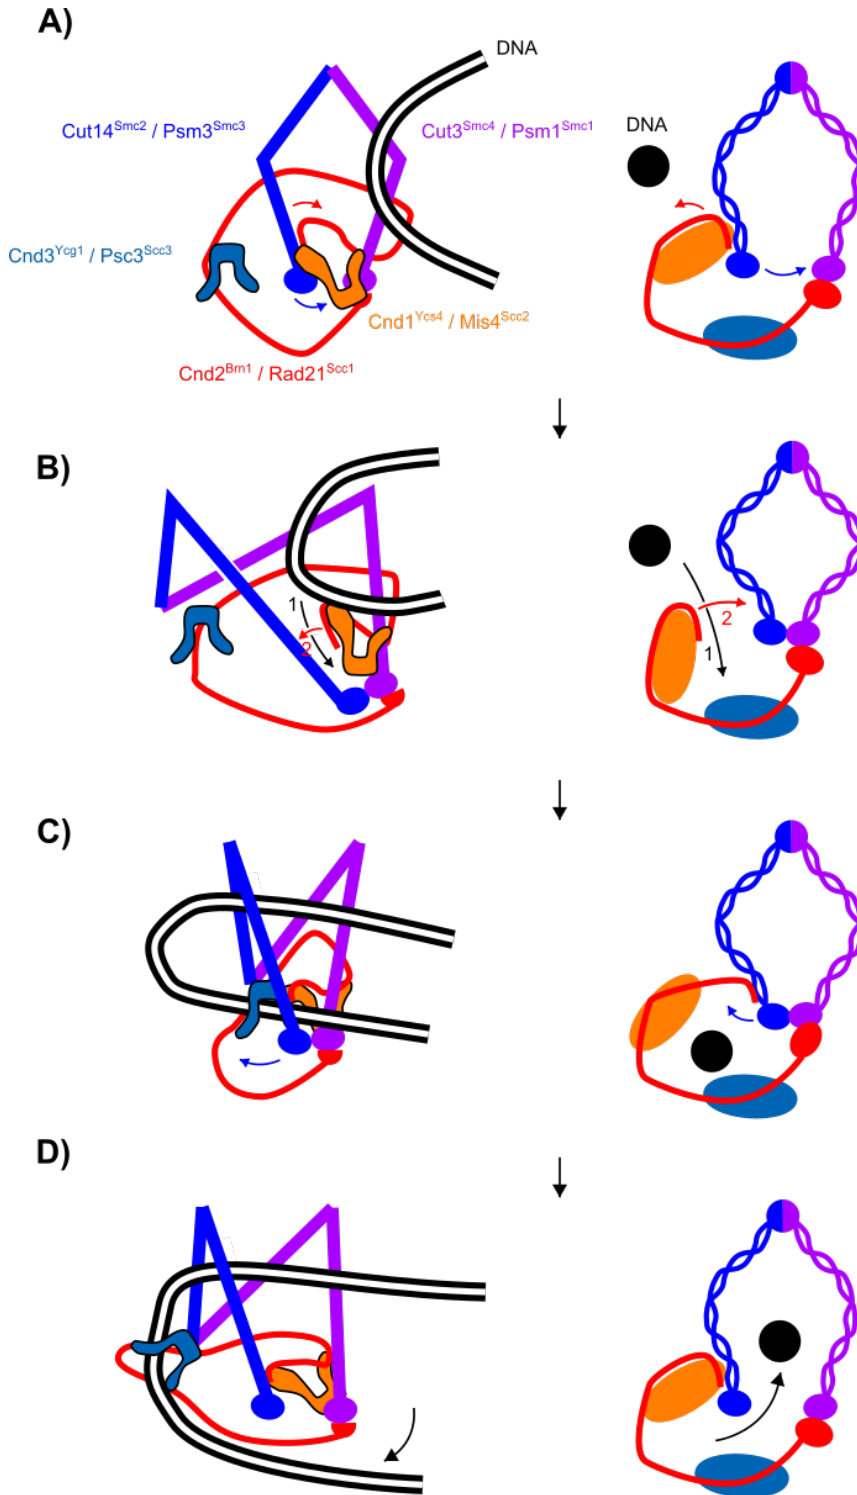 A)
DNA
Cut14Smc2 / Psm3Smc3
Cut3Smc4 / Psm1Smc1
DNA
Cnd3Ycg1 / Psc3Scc3
Cnd1Ycs4 / Mis4Scc2
Cnd2Brn1 / Rad21Scc1
B)
1
2
2
1
C)
D)